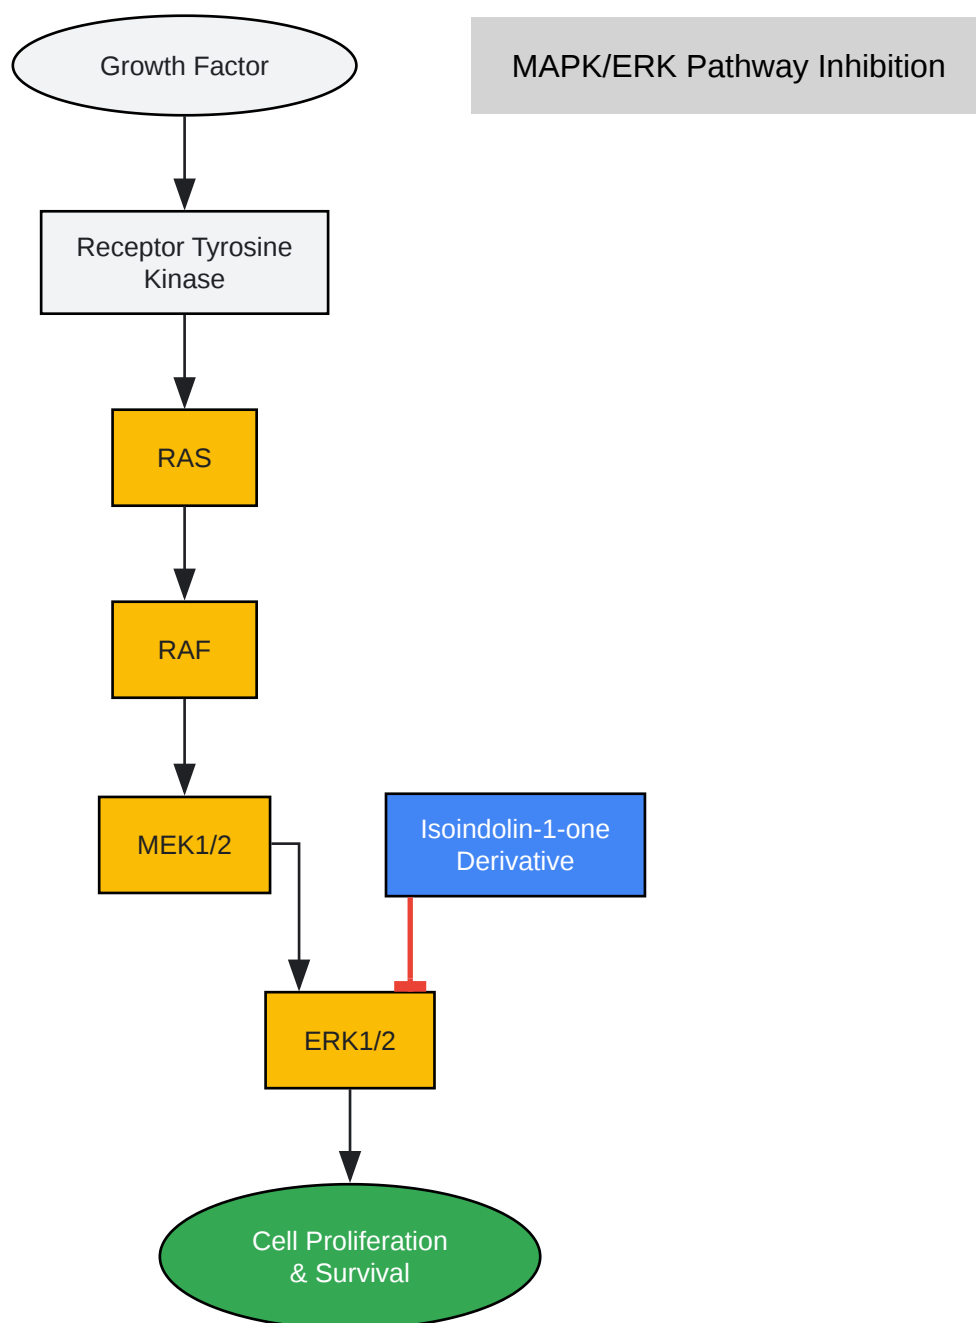 Growth Factor
MAPK/ERK Pathway Inhibition
Receptor Tyrosine
Kinase
RAS
RAF
MEK1/2
Isoindolin-1-one
Derivative
ERK1/2
Cell Proliferation
& Survival